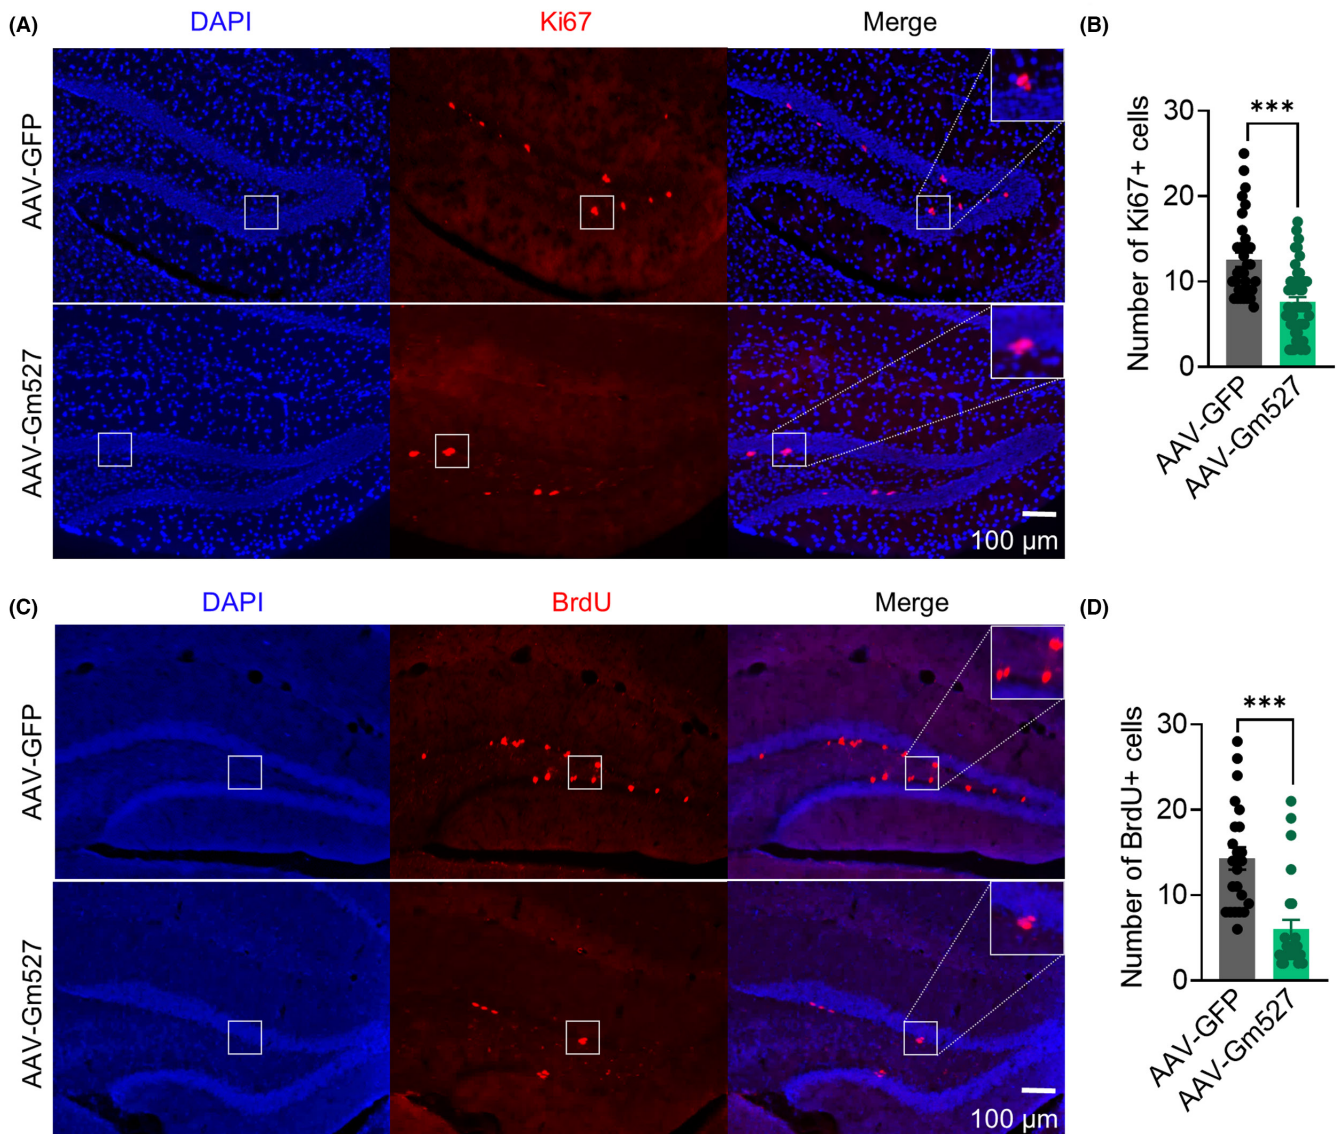 (A)
DAPI
Ki67
Merge
(B)
AAV-GFP
AAV-Gm527
100 µm
Number of Ki67+ cells
30
20
10
0
***
AAV-GFP
AAV-Gm527
(C)
DAPI
BrdU
Merge
(D)
AAV-GFP
AAV-Gm527
100 µm
Number of BrdU+ cells
30
20
10
0
***
AAV-GFP
AAV-Gm527